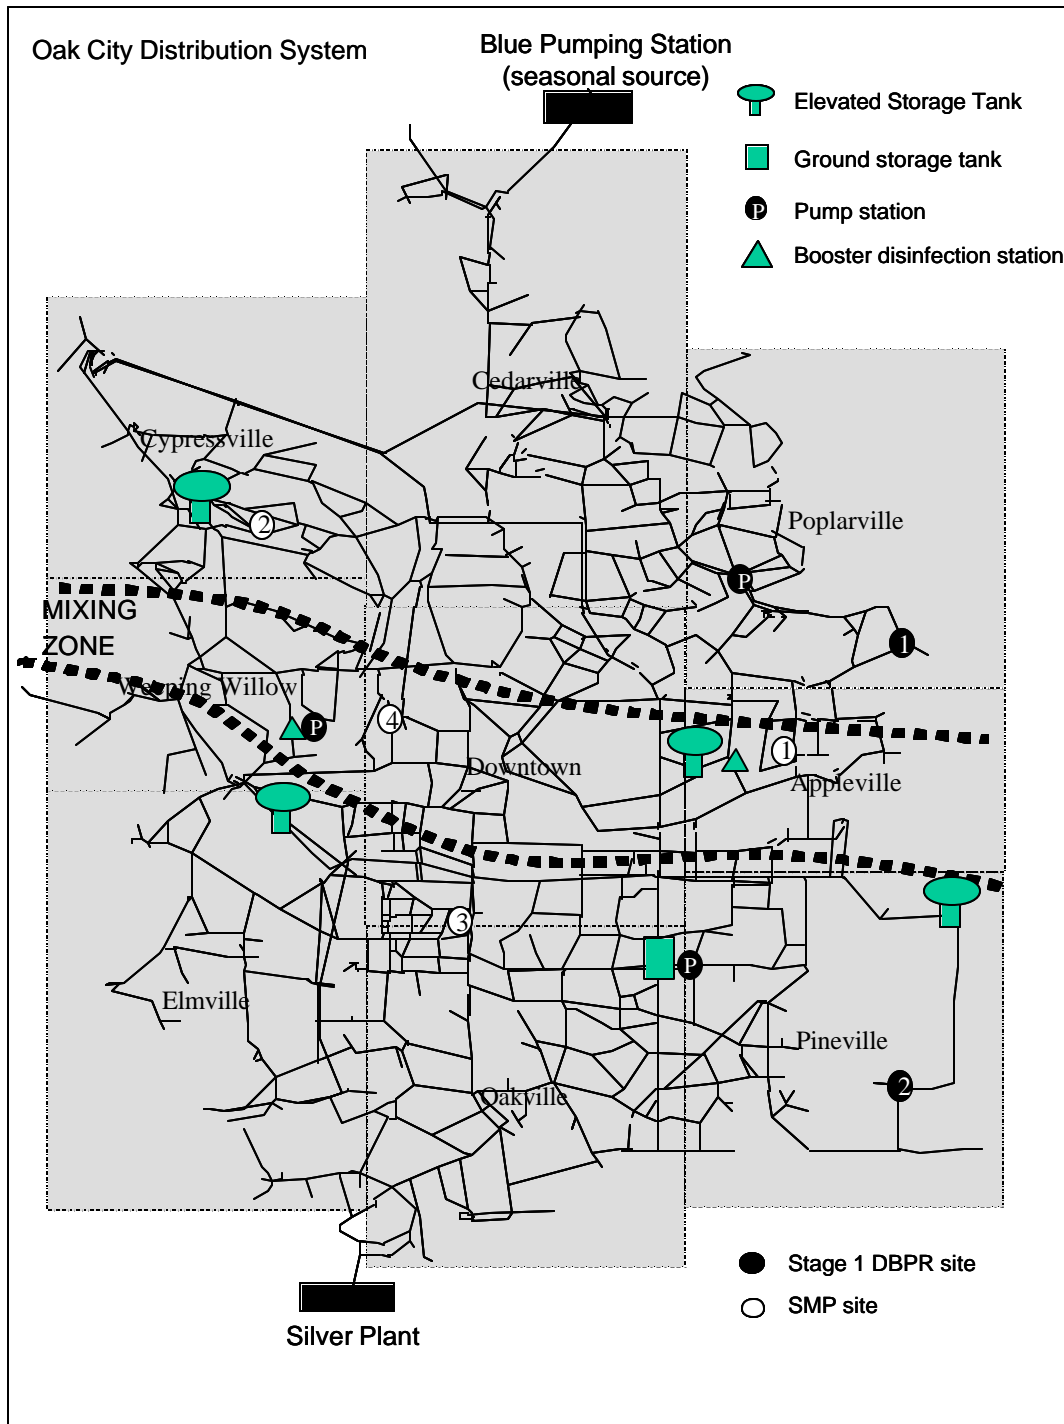 Oak City Distribution System
Blue Pumping Station
(seasonal source)
Elevated Storage Tank
Ground storage tank
P Pump station
Booster disinfection station
Cedarville
Cypressville
2
Poplarville
P
MIXING
ZONE
1
Weeping Willow
4
P
1
Downtown
Appleville
3
P
Elmville
Pineville
2
Oakville
Stage 1 DBPR site
SMP site
Silver Plant